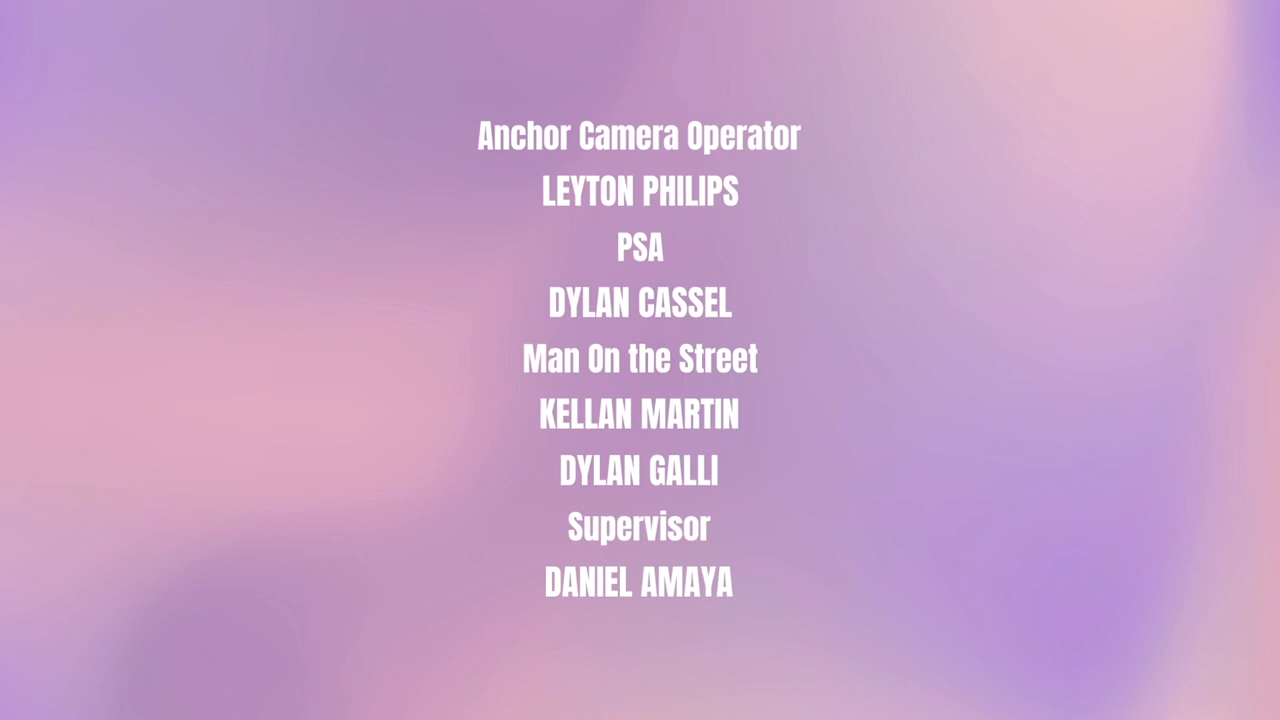 Anchor Camera Operator
LEYTON PHILIPS
PSA
DYLAN CASSEL
Man On the Street
KELLAN MARTIN
DYLAN GALLI
Supervisor
DANIEL AMAYA